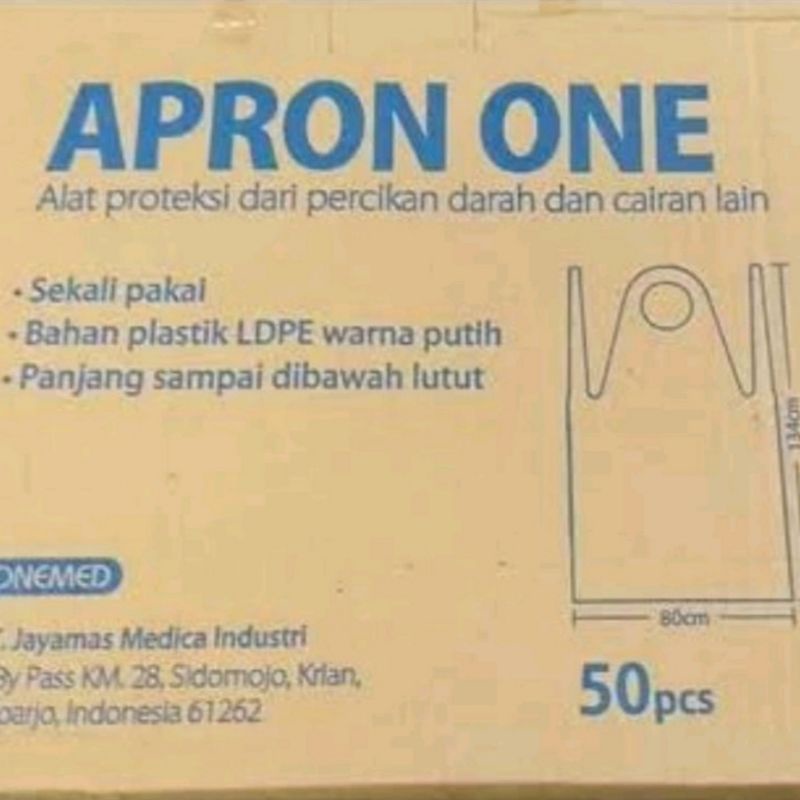 APRON ONE
Alat proteksi dari percikan darah dan cairan lain
• Sekali pakai
• Bahan plastik LDPE warna putih
• Panjang sampai dibawah lutut
134cm
80cm
50pcs
ONEMED
Jayamas Medica Industri
By Pass KM. 28, Sidomojo, Krian,
oarjo, Indonesia 61262